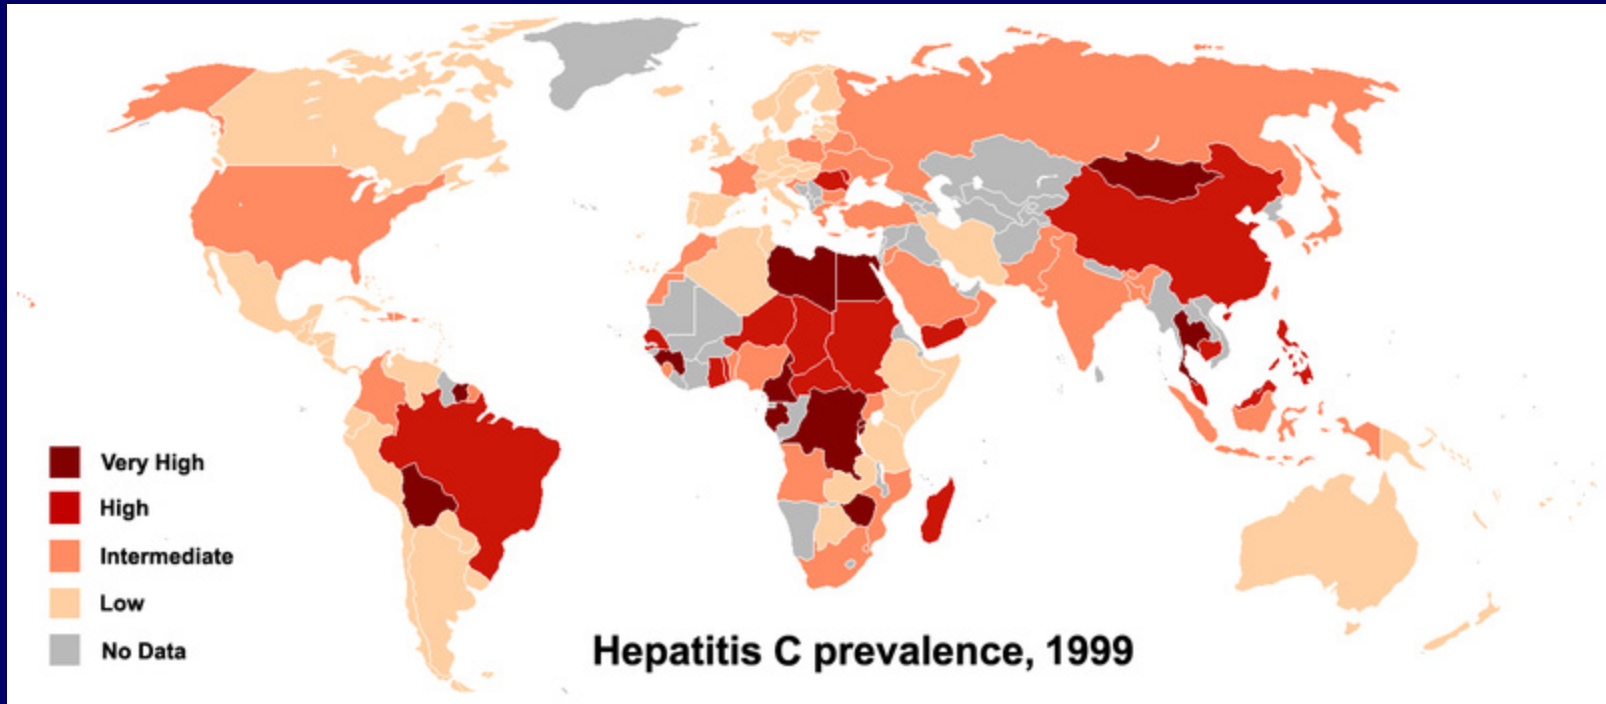 Very High
High
Intermediate
Low
No Data
Hepatitis C prevalence, 1999